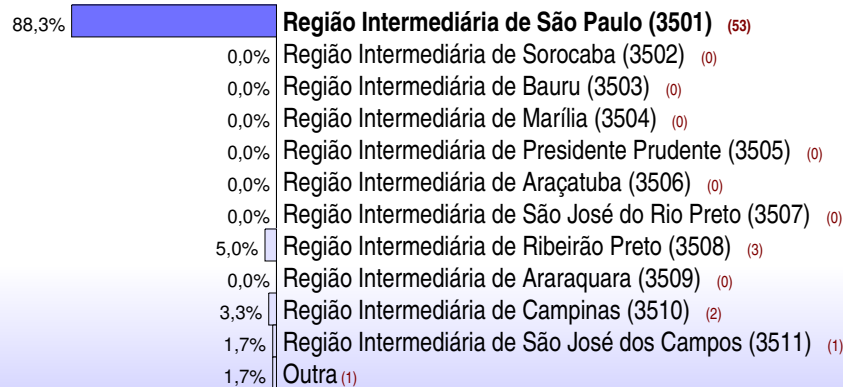 88,3% Região Intermediária de São Paulo (3501) (53)
0,0% Região Intermediária de Sorocaba (3502) (0)
0,0% Região Intermediária de Bauru (3503) (0)
0,0% Região Intermediária de Marília (3504) (0)
0,0% Região Intermediária de Presidente Prudente (3505) (0)
0,0% Região Intermediária de Araçatuba (3506) (0)
0,0% Região Intermediária de São José do Rio Preto (3507) (0)
5,0% Região Intermediária de Ribeirão Preto (3508) (3)
0,0% Região Intermediária de Araraquara (3509) (0)
3,3% Região Intermediária de Campinas (3510) (2)
1,7% Região Intermediária de São José dos Campos (3511) (1)
1,7% Outra (1)